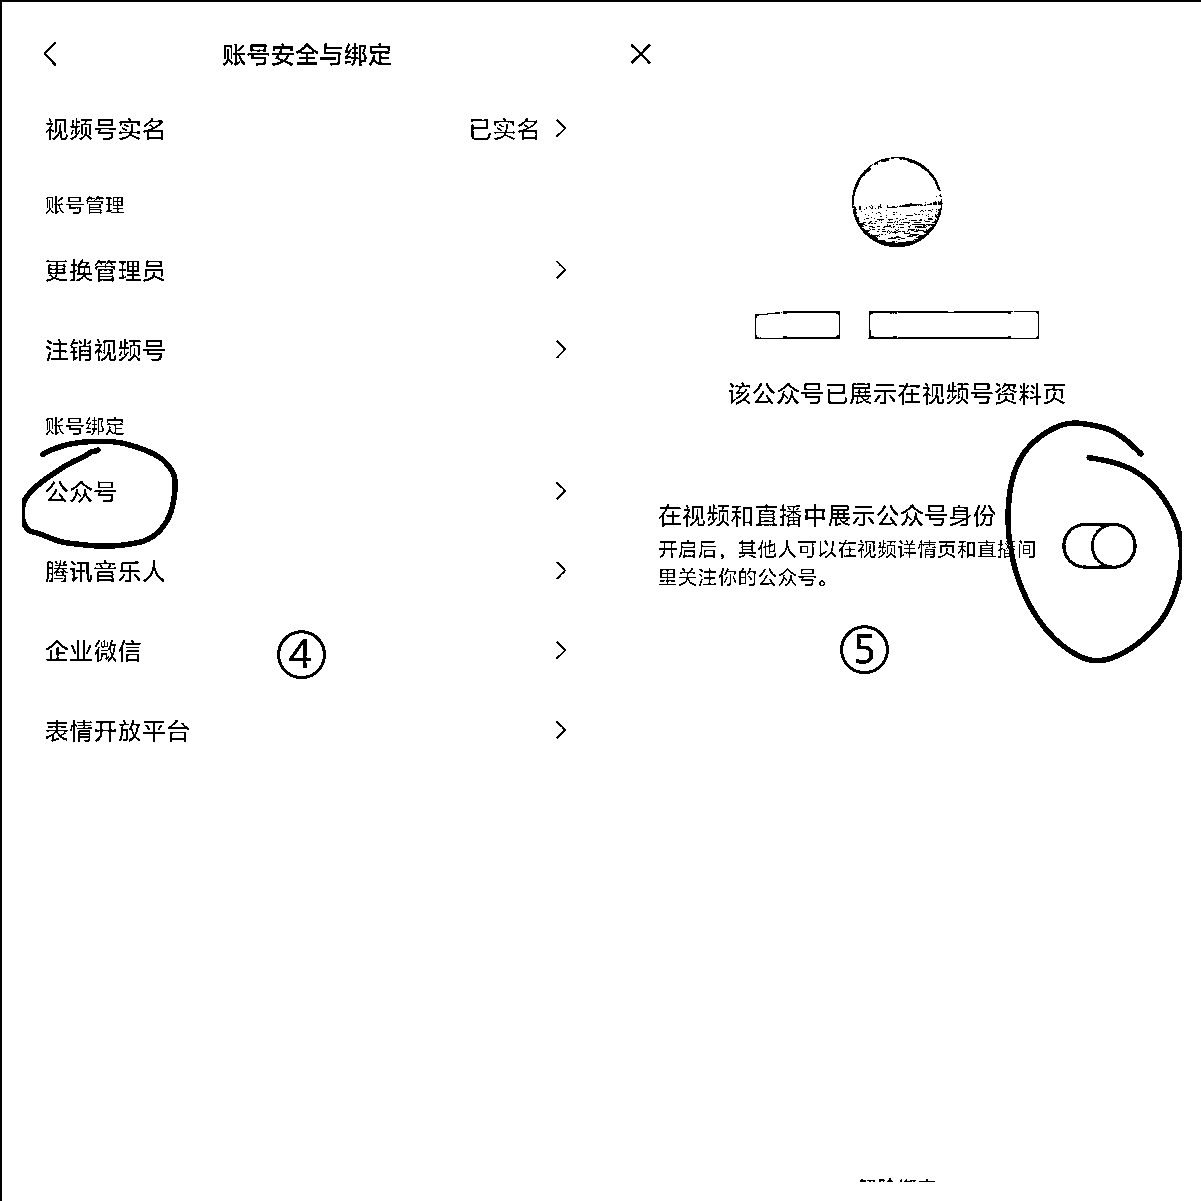 账号安全与绑定
视频号实名 已实名
账号管理
更换管理员
注销视频号
账号绑定
公众号
腾讯音乐人
企业微信
④
表情开放平台
该公众号已展示在视频号资料页
在视频和直播中展示公众号身份
开启后，其他人可以在视频详情页和直播间
里关注你的公众号。
⑤